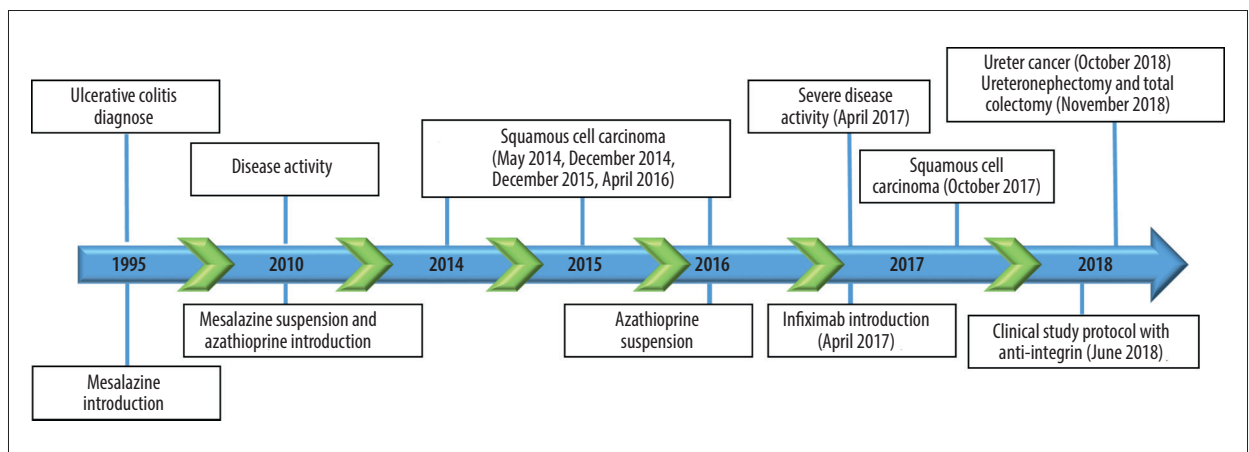 Ulcerative colitis
diagnose
Disease activity
Squamous cell carcinoma
(May 2014, December 2014,
December 2015, April 2016)
Severe disease
activity (April 2017)
Squamous cell
carcinoma (October 2017)
Ureter cancer (October 2018)
Ureteronephectomy and total
colectomy (November 2018)
1995
2010
2014
2015
2016
2017
2018
Mesalazine
introduction
Mesalazine suspension and
azathioprine introduction
Azathioprine
suspension
Infiximab introduction
(April 2017)
Clinical study protocol with
anti-integrin (June 2018)